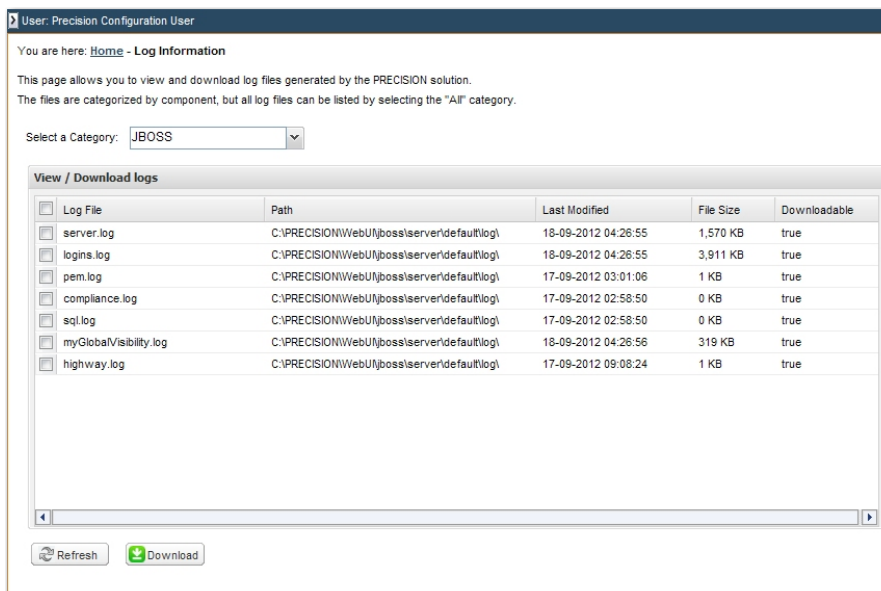 User: Precision Configuration User
You are here: Home - Log Information
This page allows you to view and download log files generated by the PRECISION solution.
The files are categorized by component, but all log files can be listed by selecting the "All" category.
Select a Category: JBOSS
View / Download logs
Log File Path Last Modified File Size Downloadable
server.log C:\PRECISION\WebUI\jboss\server\default\log\ 18-09-2012 04:26:55 1,570 KB true
logins.log C:\PRECISION\WebUI\jboss\server\default\log\ 18-09-2012 04:26:55 3,911 KB true
pem.log C:\PRECISION\WebUI\jboss\server\default\log\ 17-09-2012 03:01:06 1 KB true
compliance.log C:\PRECISION\WebUI\jboss\server\default\log\ 17-09-2012 02:58:50 0 KB true
sql.log C:\PRECISION\WebUI\jboss\server\default\log\ 17-09-2012 02:58:50 0 KB true
myGlobalVisibility.log C:\PRECISION\WebUI\jboss\server\default\log\ 18-09-2012 04:26:56 319 KB true
highway.log C:\PRECISION\WebUI\jboss\server\default\log\ 17-09-2012 09:08:24 1 KB true
Refresh Download